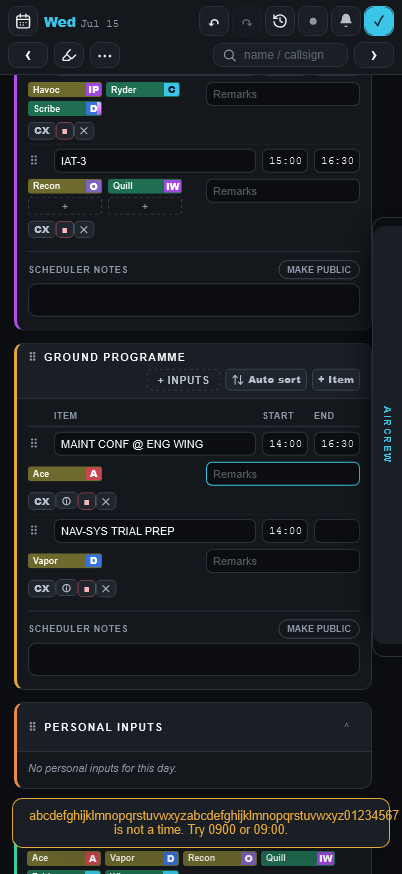 Wed Jul 15
name / callsign
Havoc IP Ryder C
Remarks
Scribe D
CX
IAT-3 15:00 16:30
Recon O Quill IW
Remarks
+ +
CX
SCHEDULER NOTES MAKE PUBLIC
GROUND PROGRAMME
+ INPUTS Auto sort + Item
ITEM START END
MAINT CONF @ ENG WING 14:00 16:30
Ace A
Remarks
CX
AIRCREW
NAV-SYS TRIAL PREP 14:00
Vapor D
Remarks
CX
SCHEDULER NOTES MAKE PUBLIC
PERSONAL INPUTS
No personal inputs for this day.
abcdefghijklmnopqrstuvwxyzabcdefghijklmnopqrstuvwxyz01234567
is not a time. Try 0900 or 09:00.
Ace A Vapor D Recon O Quill IW